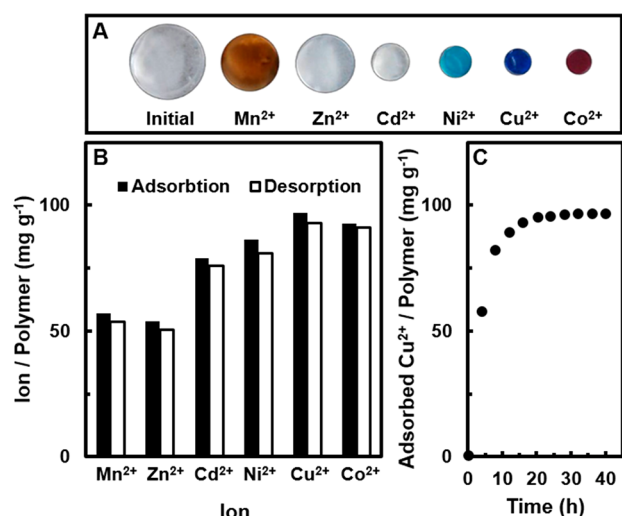 A
Initial Mn²⁺ Zn²⁺ Cd²⁺ Ni²⁺ Cu²⁺ Co²⁺
B
Adsorbtion Desorption
Ion / Polymer (mg g⁻¹)
100
50
0
Mn²⁺ Zn²⁺ Cd²⁺ Ni²⁺ Cu²⁺ Co²⁺
Ion
C
Adsorbed Cu²⁺ / Polymer (mg g⁻¹)
100
50
0
0 10 20 30 40
Time (h)